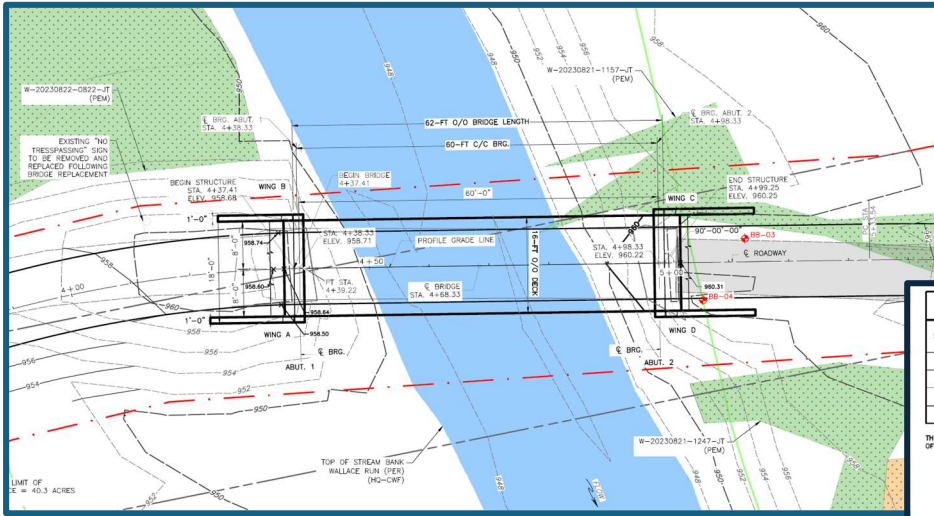 W-20230822-0822-JT
(PEM)
EXISTING "NO
TRESSPASSING" SIGN
TO BE REMOVED AND
REPLACED FOLLOWING
BRIDGE REPLACEMENT
BEGIN STRUCTURE
STA. 4+37.41
ELEV. 958.68
WING B
℄ BRG. ABUT. 1
STA. 4+38.33
BEGIN BRIDGE
4+37.41
62-FT O/O BRIDGE LENGTH
60-FT C/C BRG.
60'-0"
W-20230821-1157-JT
(PEM)
℄ BRG. ABUT. 2
STA. 4+98.33
WING C
END STRUCTURE
STA. 4+99.25
ELEV. 960.25
90°-00'-00"
BB-03
℄ ROADWAY
1'-0"
958.74
958.60
958.64
958.50
STA. 4+38.33
ELEV. 958.71
PROFILE GRADE LINE
4+50
PT STA.
4+39.22
℄ BRIDGE
STA. 4+68.33
16-FT O/O DECK
STA. 4+98.33
ELEV. 960.22
960
5+00
960.31
BB-04
4+00
960
1'-0"
WING A
℄ BRG.
ABUT. 1
℄ BRG.
ABUT. 2
WING D
958
956
954
952
950
948
946
TOP OF STREAM BANK
WALLACE RUN (PER)
(HQ-CWF)
FLOW
W-20230821-1247-JT
(PEM)
LIMIT OF
CE = 40.3 ACRES
TH
OF